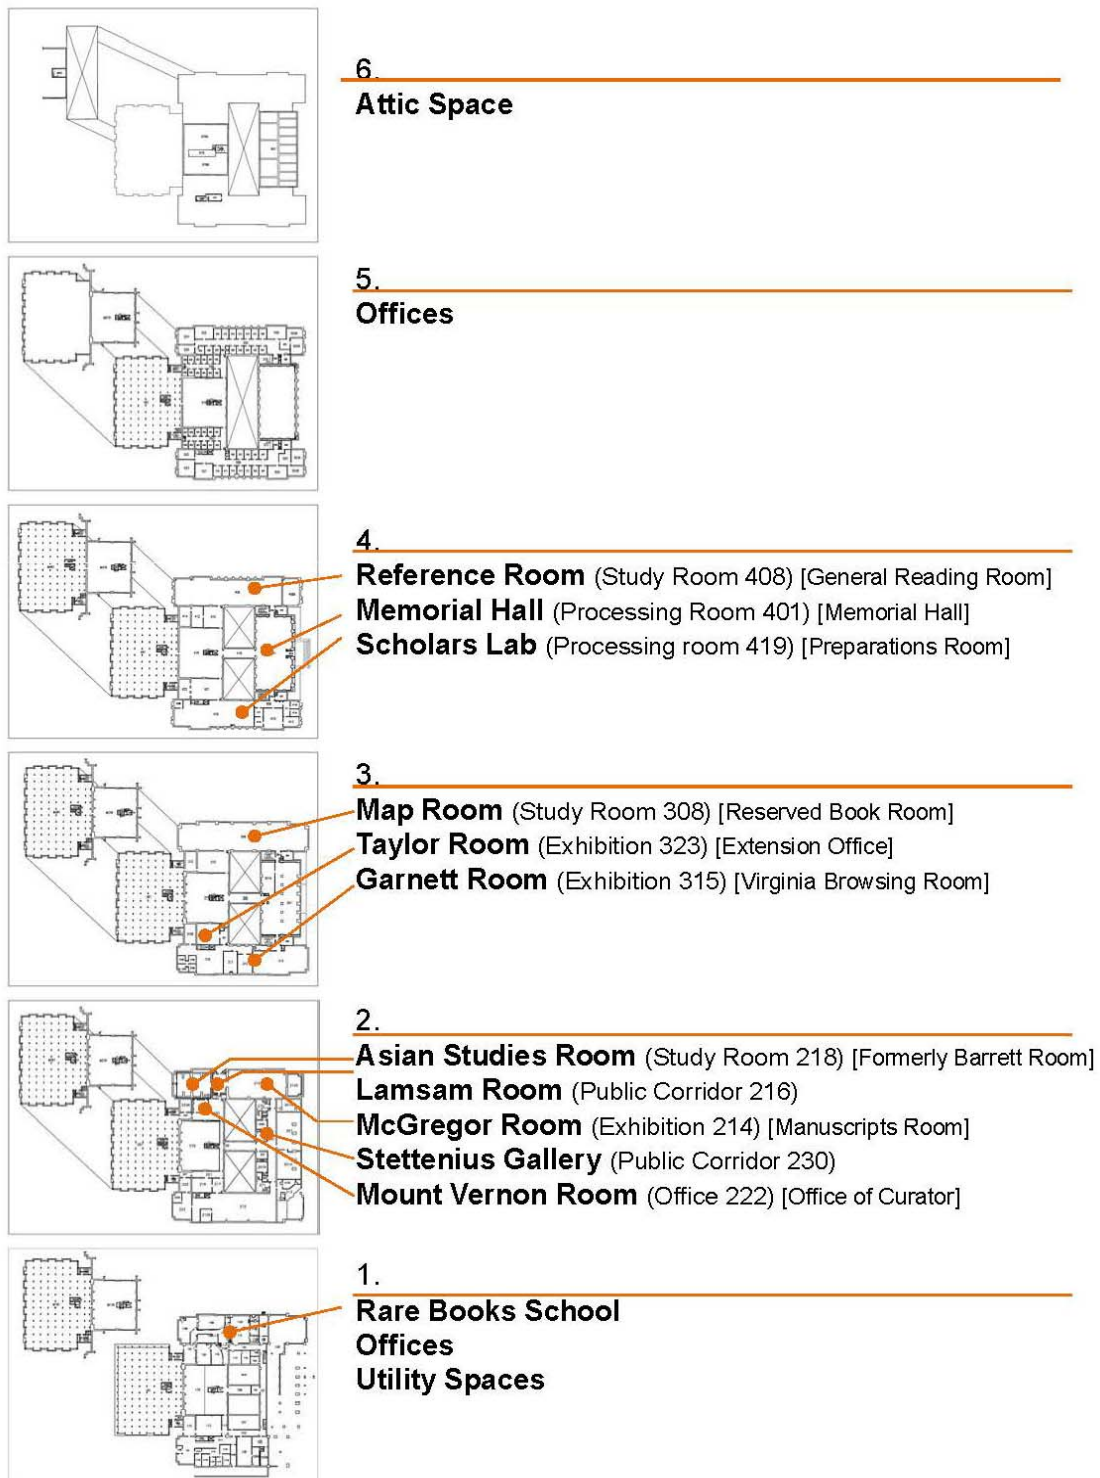 6.
Attic Space
5.
Offices
4.
Reference Room (Study Room 408) [General Reading Room]
Memorial Hall (Processing Room 401) [Memorial Hall]
Scholars Lab (Processing room 419) [Preparations Room]
3.
Map Room (Study Room 308) [Reserved Book Room]
Taylor Room (Exhibition 323) [Extension Office]
Garnett Room (Exhibition 315) [Virginia Browsing Room]
2.
Asian Studies Room (Study Room 218) [Formerly Barrett Room]
Lamsam Room (Public Corridor 216)
McGregor Room (Exhibition 214) [Manuscripts Room]
Stettenius Gallery (Public Corridor 230)
Mount Vernon Room (Office 222) [Office of Curator]
1.
Rare Books School
Offices
Utility Spaces